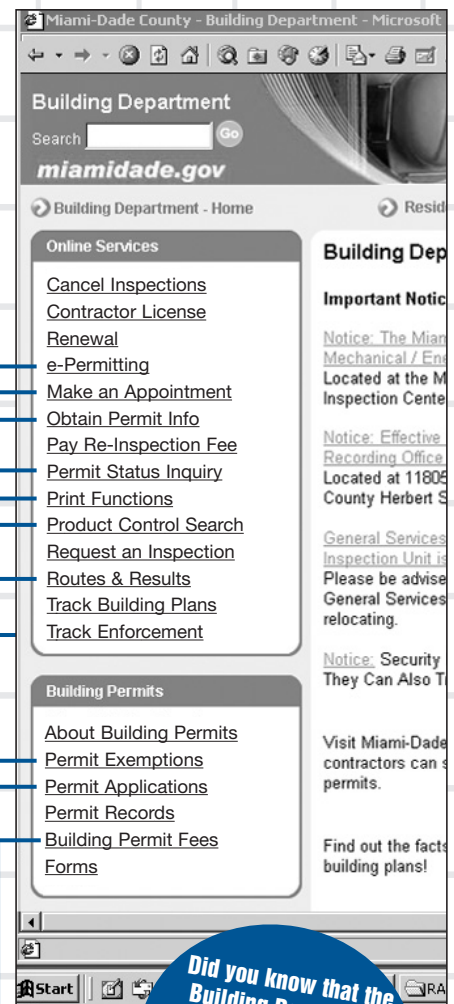 Miami-Dade County - Building Department - Microsoft
Building Department
Search Go
miamidade.gov
Building Department - Home
Online Services
Cancel Inspections
Contractor License
Renewal
e-Permitting
Make an Appointment
Obtain Permit Info
Pay Re-Inspection Fee
Permit Status Inquiry
Print Functions
Product Control Search
Request an Inspection
Routes & Results
Track Building Plans
Track Enforcement
Building Permits
About Building Permits
Permit Exemptions
Permit Applications
Permit Records
Building Permit Fees
Forms
Important
Notice: The
Mechanical /
Located at the
Inspection
Notice: Effective
Recording Office
Located at 11805
County Herbert
General Services
Inspection Unit is
Please be
General Services
relocating.
Notice: Security
They Can Also
Visit Miami-Dade
contractors can
permits.
Find out the facts
building plans!
Start
Did you know that the
Building